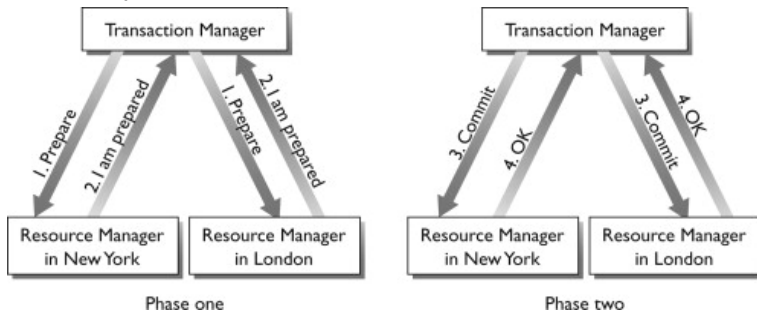 Transaction Manager
1. Prepare
2. I am prepared
1. Prepare
2. I am prepared
Resource Manager
in New York
Resource Manager
in London
Phase one
Transaction Manager
3. Commit
4. OK
3. Commit
4. OK
Resource Manager
in New York
Resource Manager
in London
Phase two